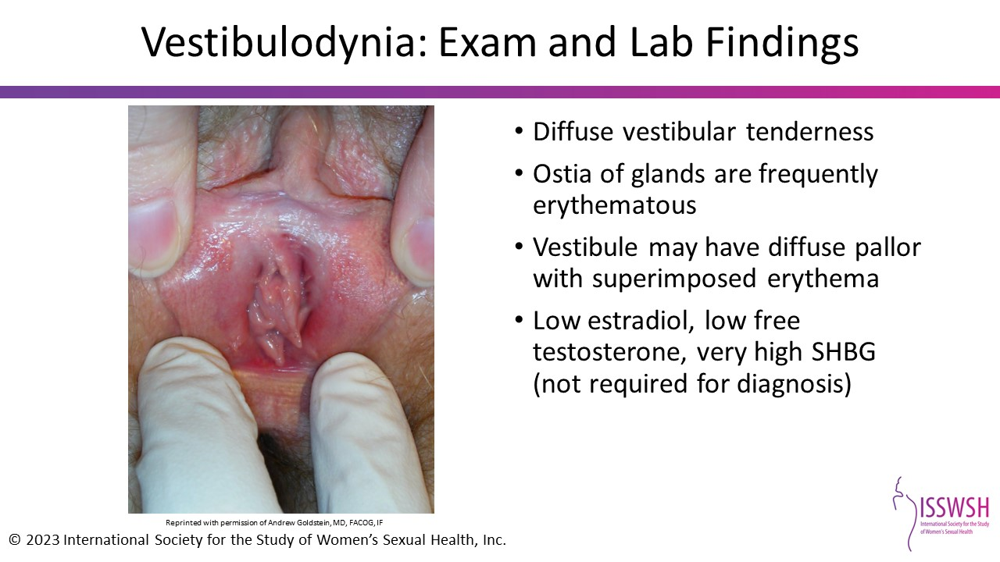 Vestibulodynia: Exam and Lab Findings
• Diffuse vestibular tenderness
• Ostia of glands are frequently
erythematous
• Vestibule may have diffuse pallor
with superimposed erythema
• Low estradiol, low free
testosterone, very high SHBG
(not required for diagnosis)
Reprinted with permission of Andrew Goldstein, MD, FACOG, IF
© 2023 International Society for the Study of Women’s Sexual Health, Inc.
ISSWSH
International Society for the Study
of Women's Sexual Health